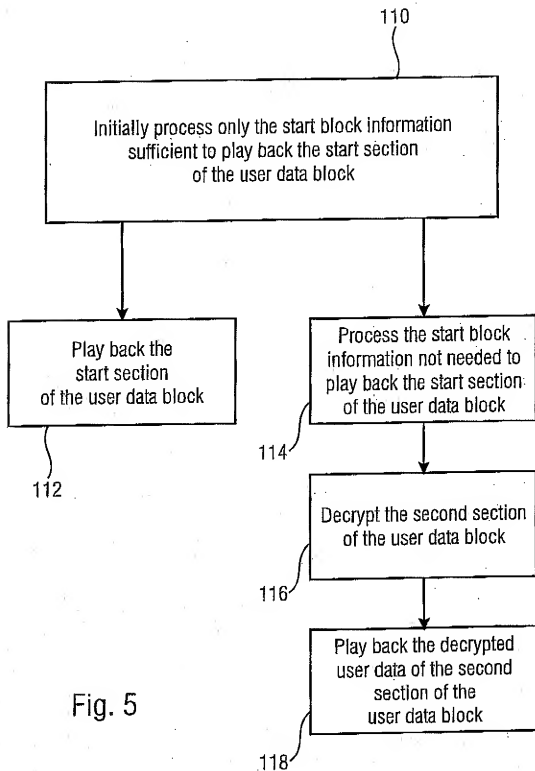 110
Initially process only the start block information
sufficient to play back the start section
of the user data block
Play back the
start section
of the user data block
112
Process the start block
information not needed to
play back the start section
of the user data block
114
Decrypt the second section
of the user data block
116
Play back the decrypted
user data of the second
section of the
user data block
118
Fig. 5